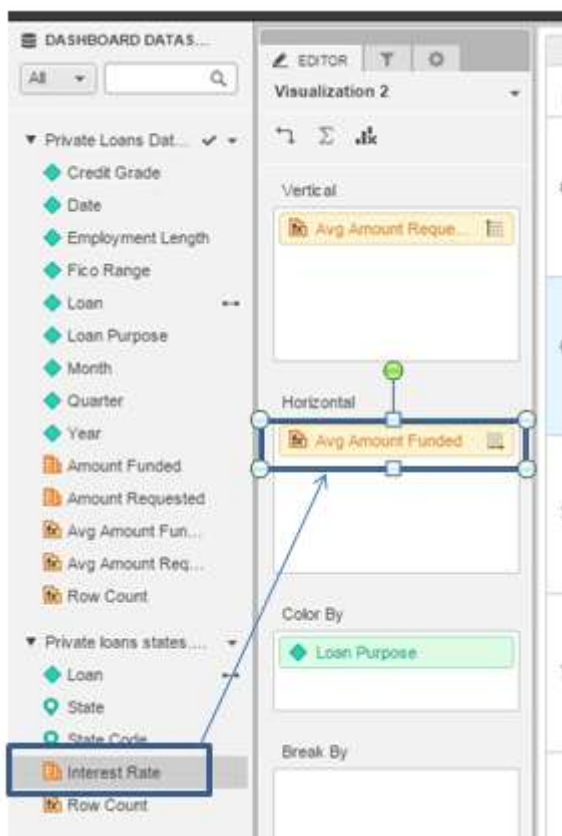 DASHBOARD DATAS...
All
Private Loans Dat...
Credit Grade
Date
Employment Length
Fico Range
Loan
Loan Purpose
Month
Quarter
Year
Amount Funded
Amount Requested
Avg Amount Fun...
Avg Amount Req...
Row Count
Private loans states....
Loan
State
State Code
Interest Rate
Row Count
EDITOR
Visualization 2
Vertical
Avg Amount Reque...
Horizontal
Avg Amount Funded
Color By
Loan Purpose
Break By